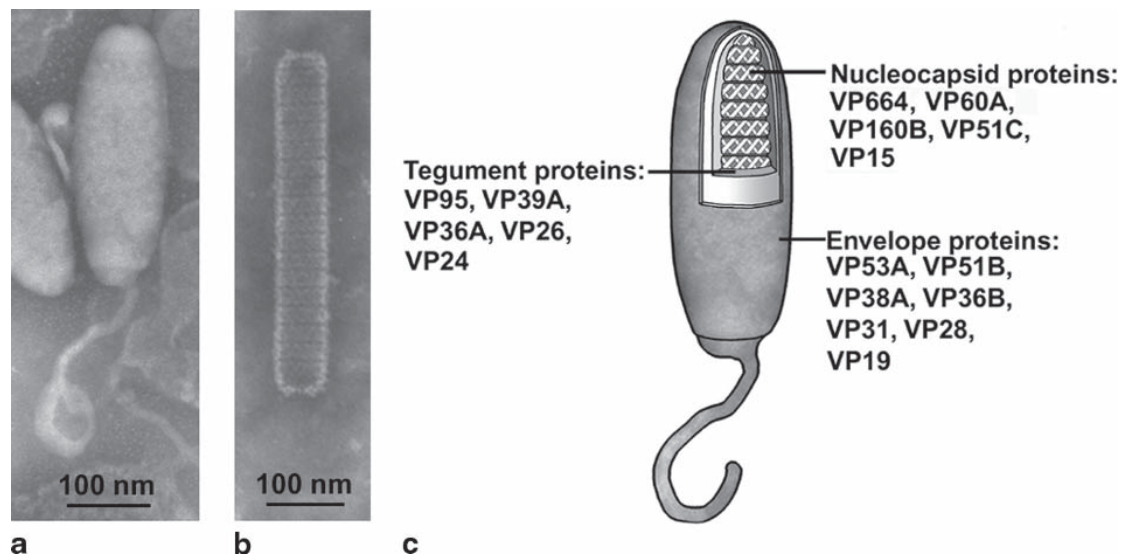 100 nm
a
100 nm
b
Nucleocapsid proteins:
VP664, VP60A,
VP160B, VP51C,
VP15
Tegument proteins:
VP95, VP39A,
VP36A, VP26,
VP24
Envelope proteins:
VP53A, VP51B,
VP38A, VP36B,
VP31, VP28,
VP19
c